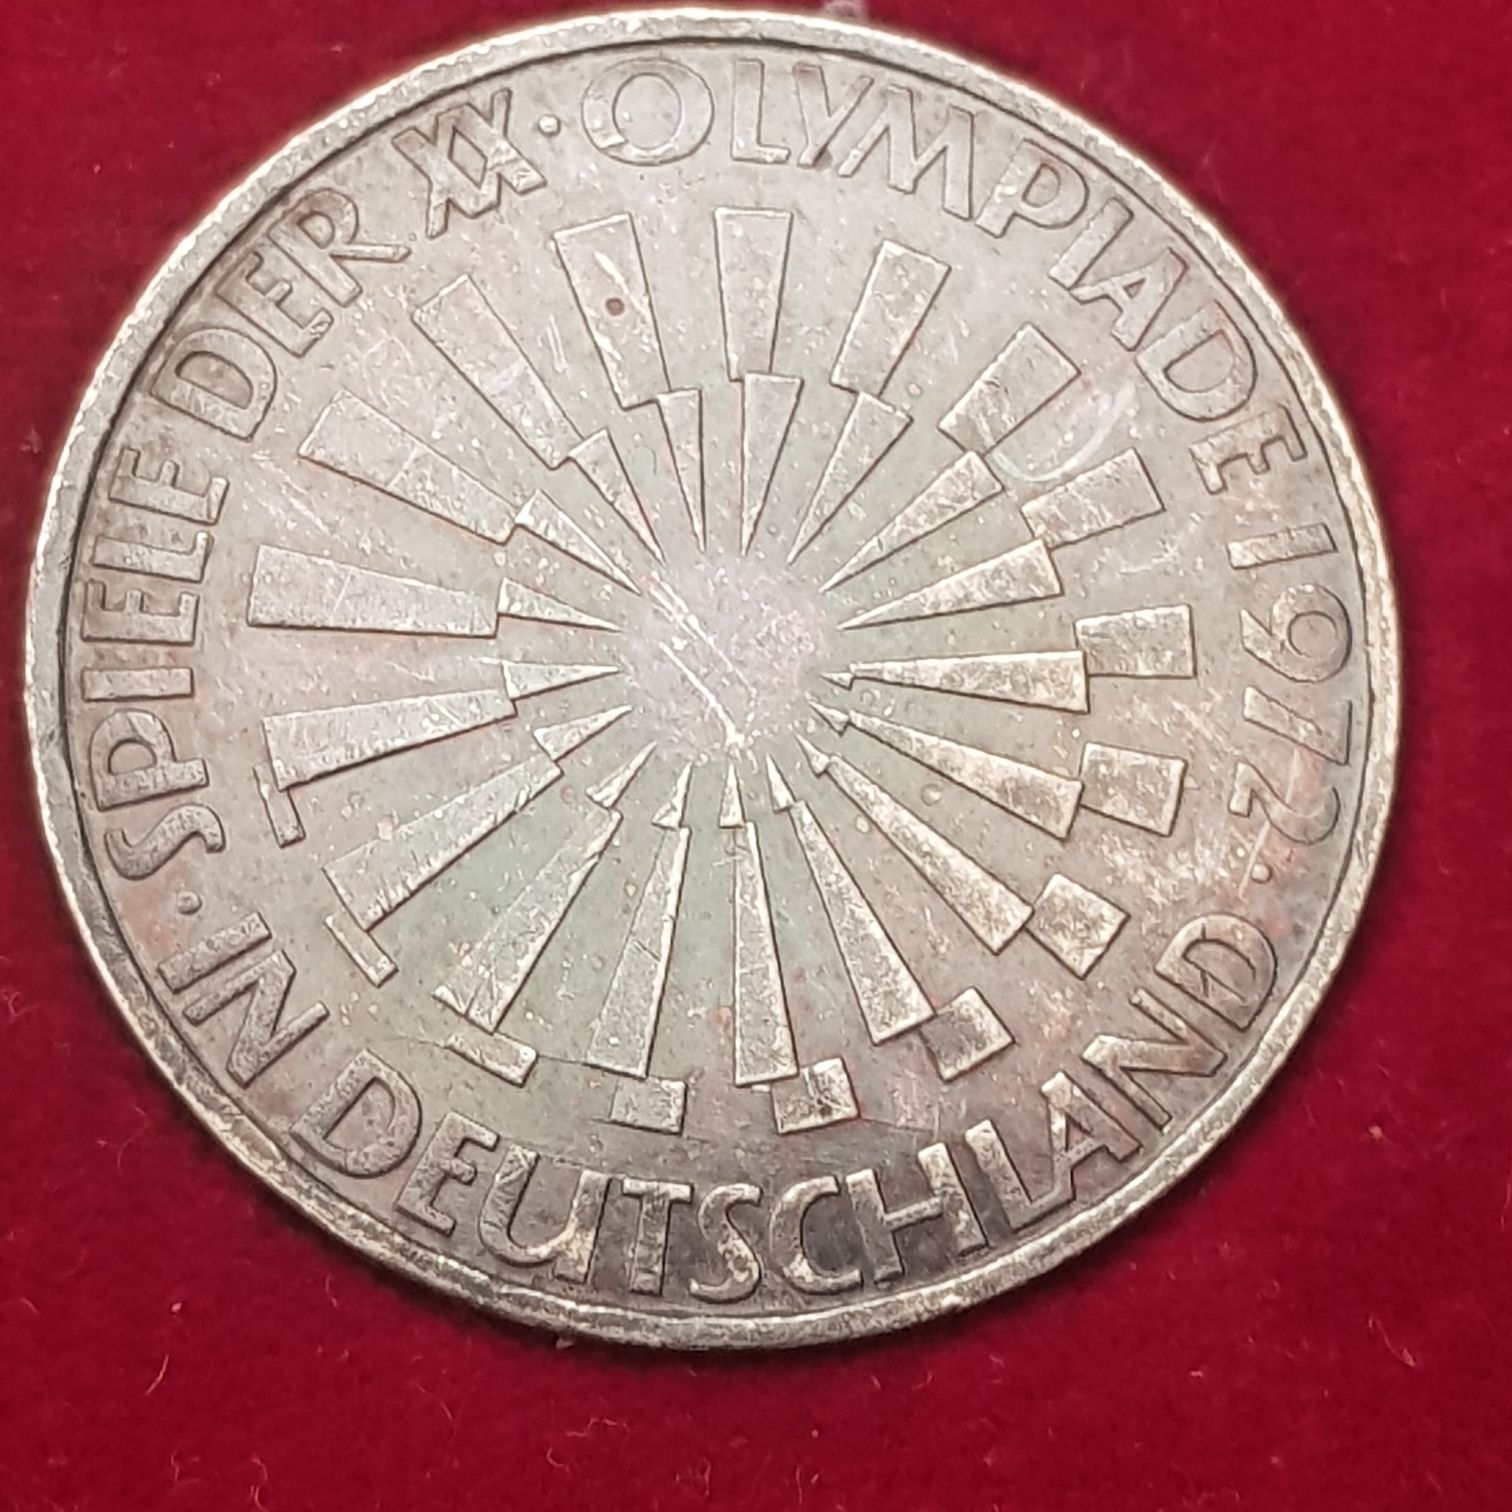 SPIELE DER XX · OLYMPIADE 1972 · IN DEUTSCHLAND ·